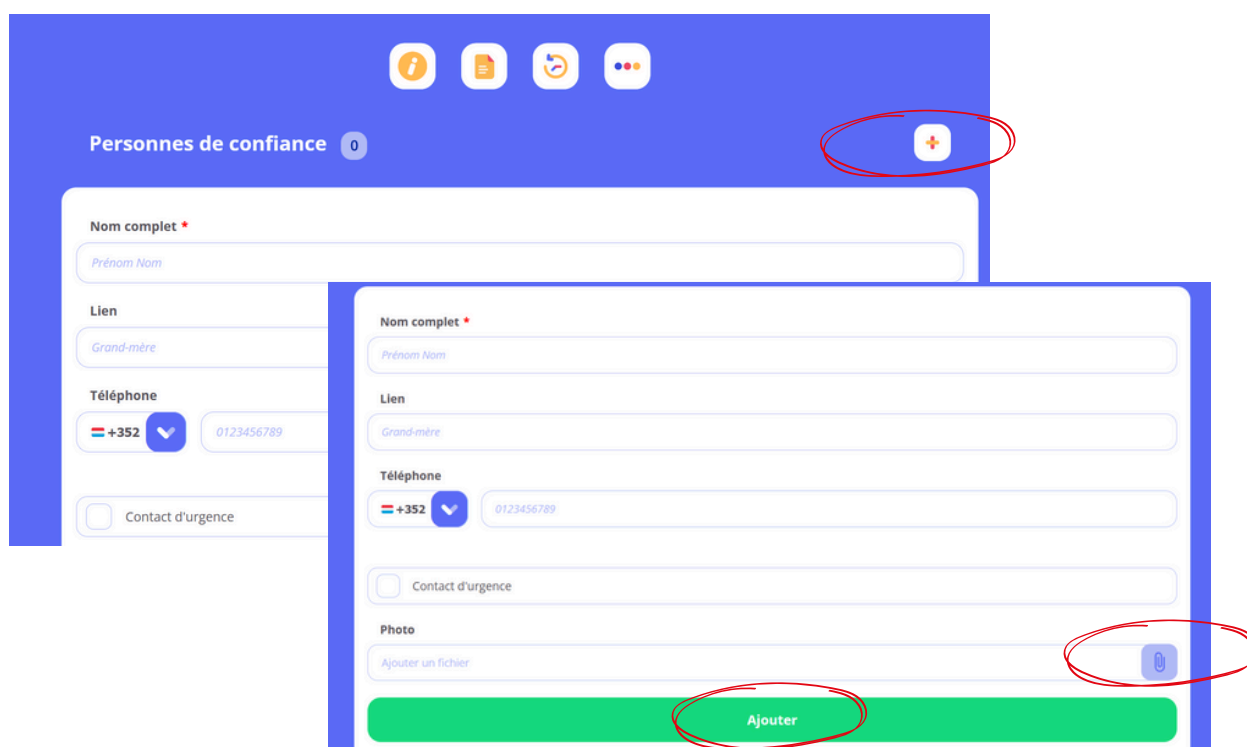 Personnes de confiance 0
Nom complet *
Prénom Nom
Lien
Grand-mère
Téléphone
+352 0123456789
Contact d'urgence
Nom complet *
Prénom Nom
Lien
Grand-mère
Téléphone
+352 0123456789
Contact d'urgence
Photo
Ajouter un fichier
Ajouter